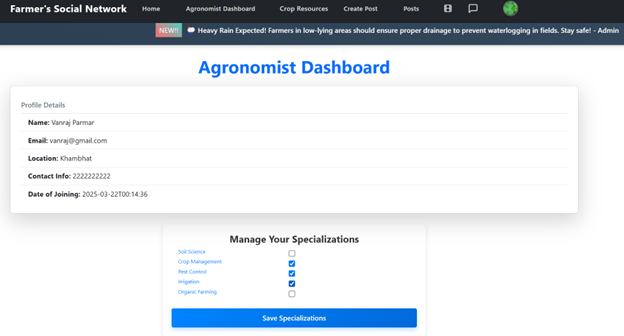 Farmer's Social Network Home Agronomist Dashboard Crop Resources Create Post Posts
NEW!! Heavy Rain Expected! Farmers in low-lying areas should ensure proper drainage to prevent waterlogging in fields. Stay safe! - Admin
Agronomist Dashboard
Profile Details
Name: Vanraj Parmar
Email: vanraj@gmail.com
Location: Khambhat
Contact Info: 2222222222
Date of Joining: 2025-03-22T00:14:36
Manage Your Specializations
Soil Science
Crop Management
Pest Control
Irrigation
Organic Farming
Save Specializations